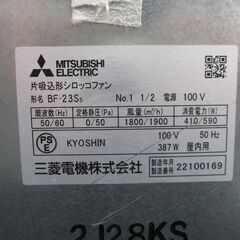 MITSUBISHI
ELECTRIC
片吸込形シロッコファン
形名 BF-23S5 No.1 1/2 電源 100V
周波数(Hz) 定格静圧(Pa) 風量(m³/h) 消費電力(W)
50/60 0/50 1800/1900 410/590
PSE KYOSHIN 100V 50Hz
387W 屋内用
三菱電機株式会社 製造年月 製造番号 22100169
2J28KS